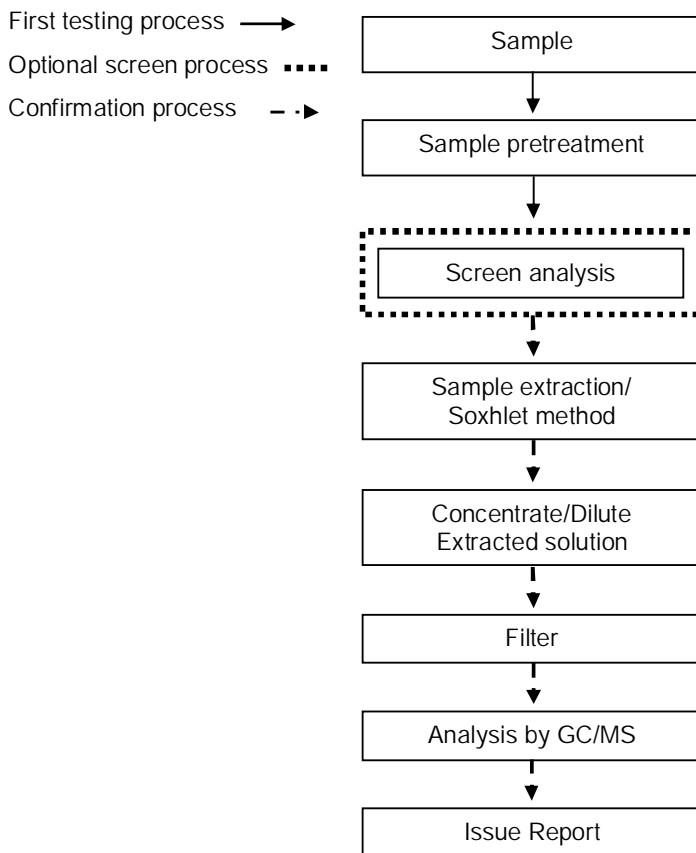 First testing process
Optional screen process
Confirmation process
Sample
Sample pretreatment
Screen analysis
Sample extraction/
Soxhlet method
Concentrate/Dilute
Extracted solution
Filter
Analysis by GC/MS
Issue Report